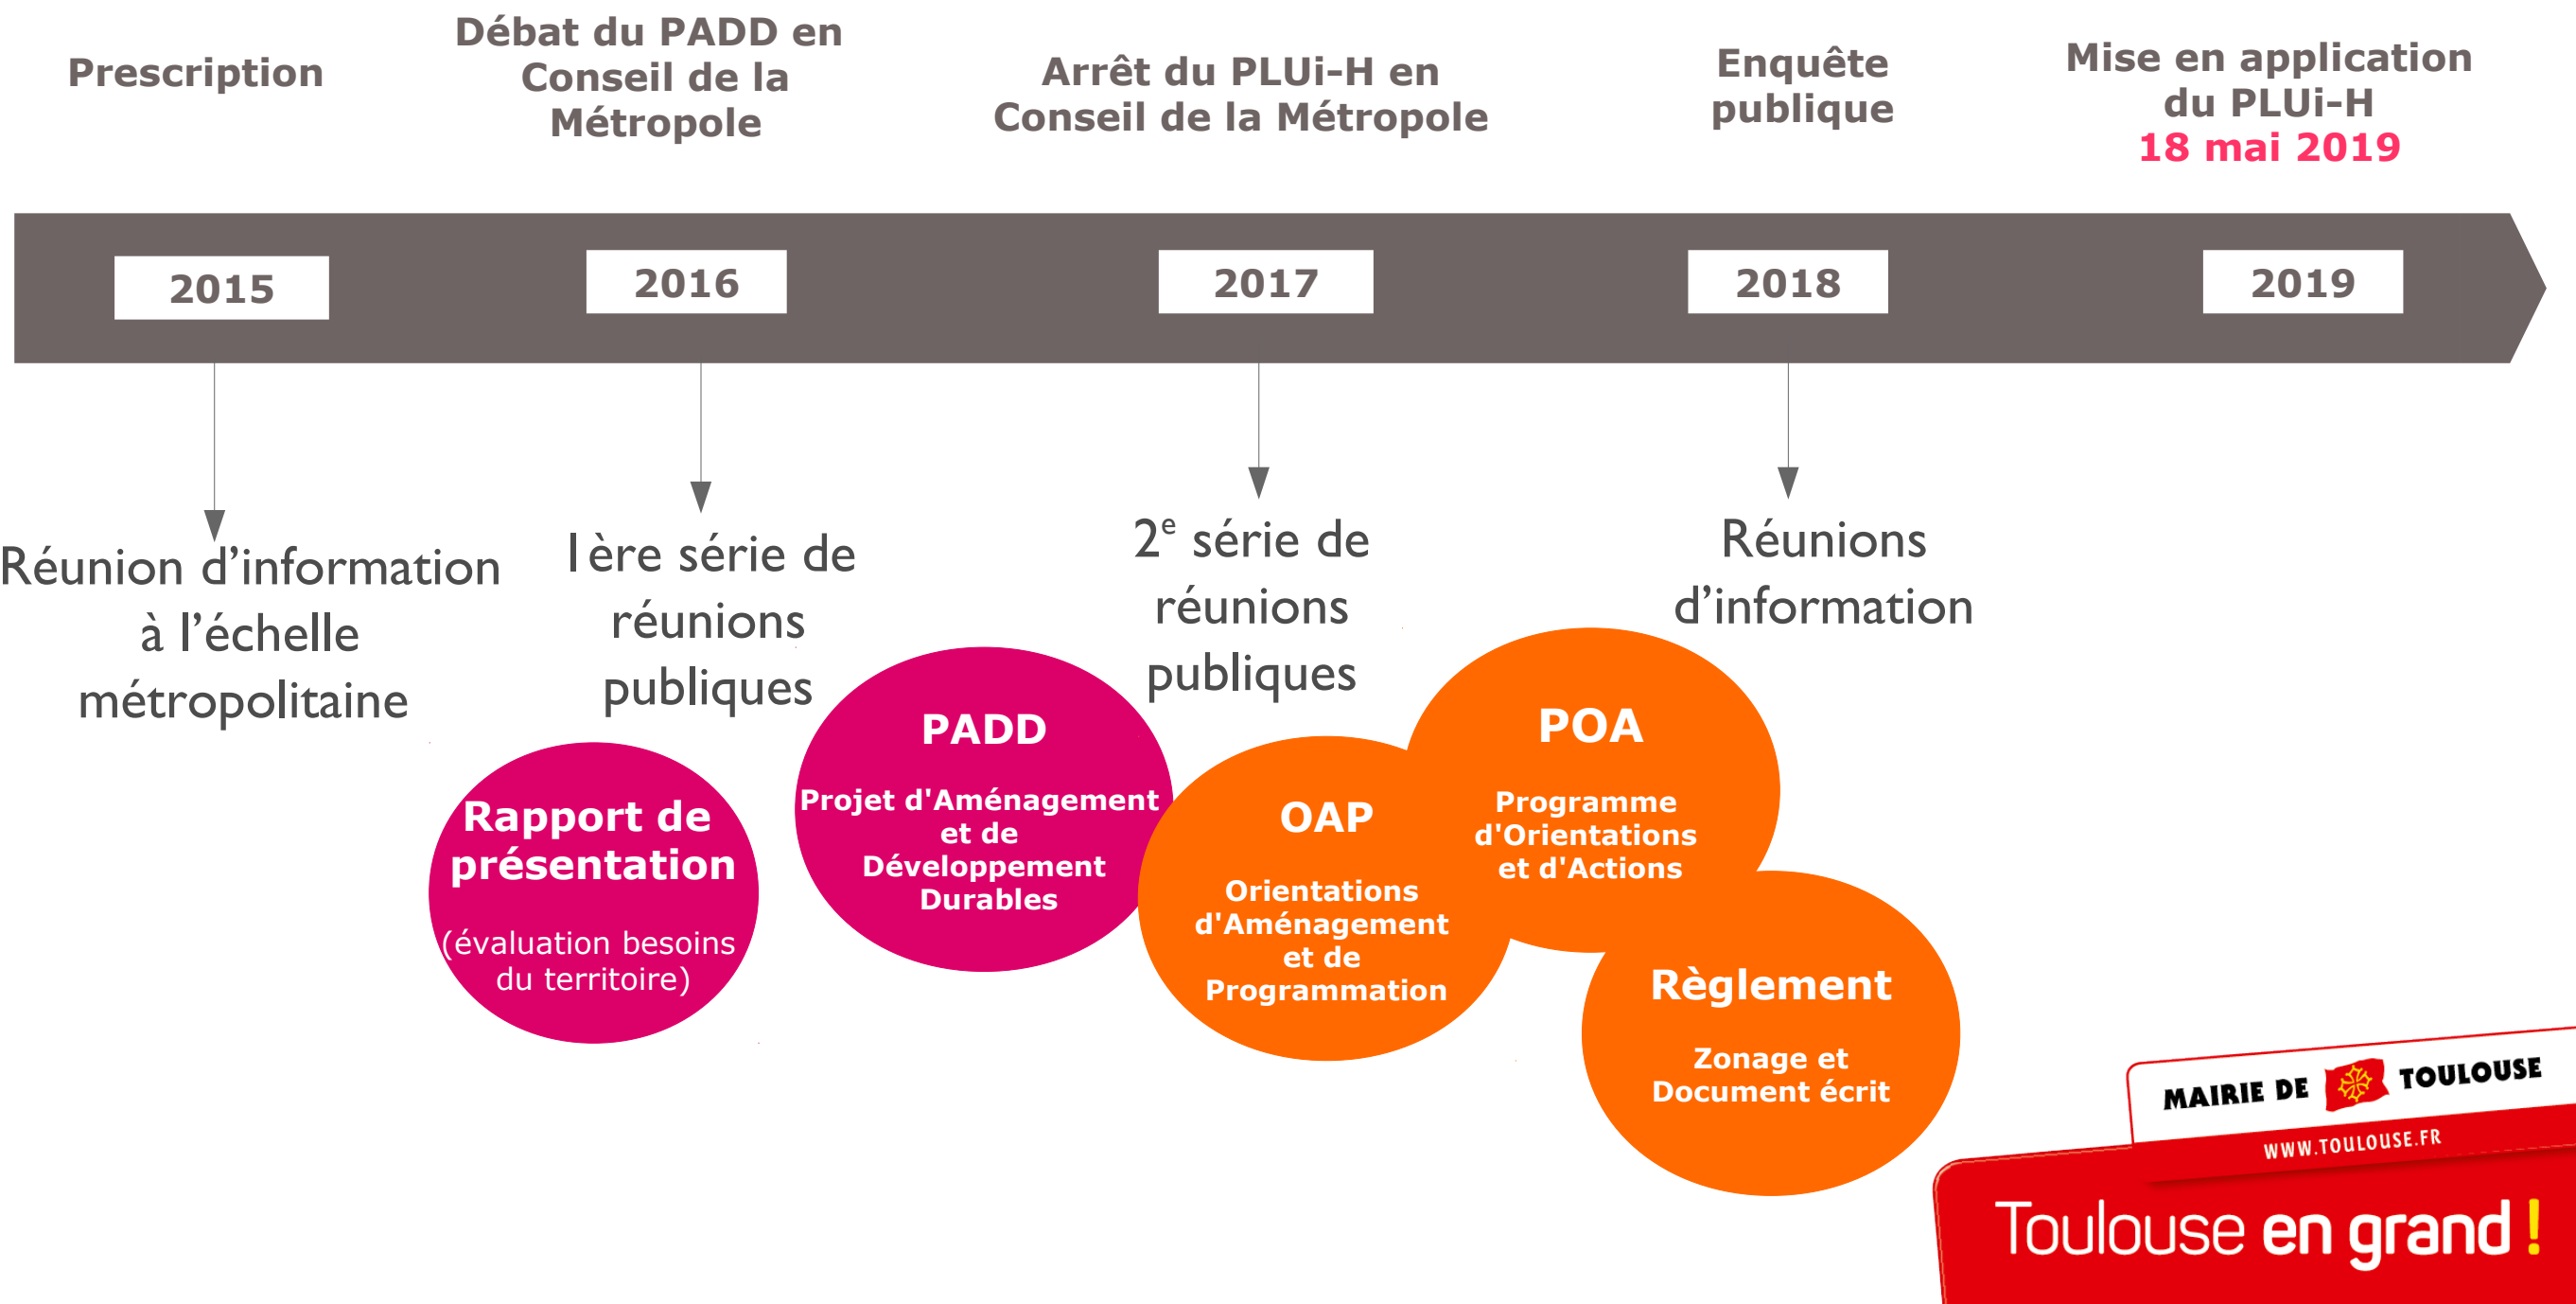 Prescription
Débat du PADD en
Conseil de la
Métropole
Arrêt du PLUi-H en
Conseil de la Métropole
Enquête
publique
Mise en application
du PLUi-H
18 mai 2019
2015
2016
2017
2018
2019
Réunion d’information
à l’échelle
métropolitaine
1ère série de
réunions
publiques
2e série de
réunions
publiques
Réunions
d’information
Rapport de
présentation
(évaluation besoins
du territoire)
PADD
Projet d'Aménagement
et de
Développement
Durables
OAP
Orientations
d'Aménagement
et de
Programmation
POA
Programme
d'Orientations
et d'Actions
Règlement
Zonage et
Document écrit
MAIRIE DE TOULOUSE
WWW.TOULOUSE.FR
Toulouse en grand !